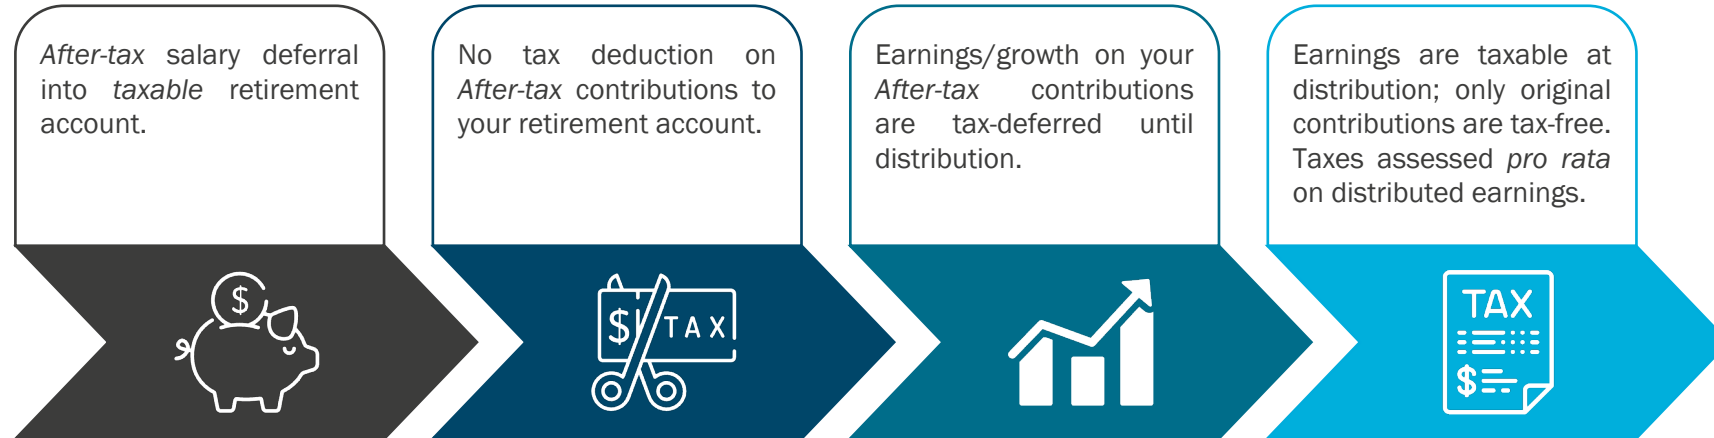 After-tax salary deferral
into taxable retirement
account.
No tax deduction on
After-tax contributions to
your retirement account.
Earnings/growth on your
After-tax contributions
are tax-deferred until
distribution.
Earnings are taxable at
distribution; only original
contributions are tax-free.
Taxes assessed pro rata
on distributed earnings.
$
$ TAX
TAX
$